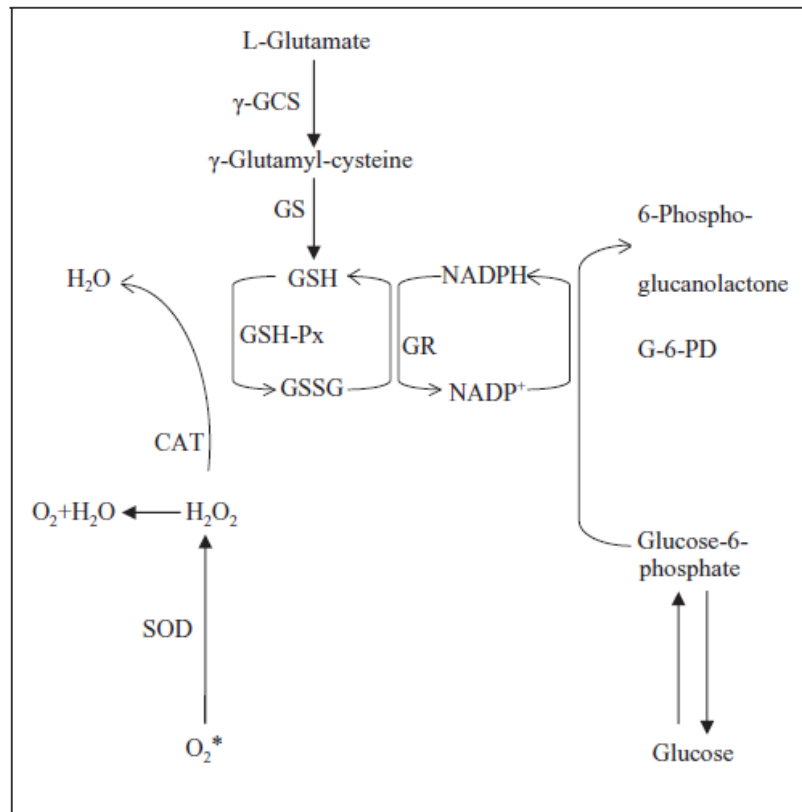 L-Glutamate
γ-GCS
γ-Glutamyl-cysteine
GS
6-Phospho-
H₂O
GSH
NADPH
glucanolactone
GSH-Px
GR
G-6-PD
GSSG
NADP⁺
CAT
O₂+H₂O
H₂O₂
Glucose-6-
phosphate
SOD
O₂*
Glucose